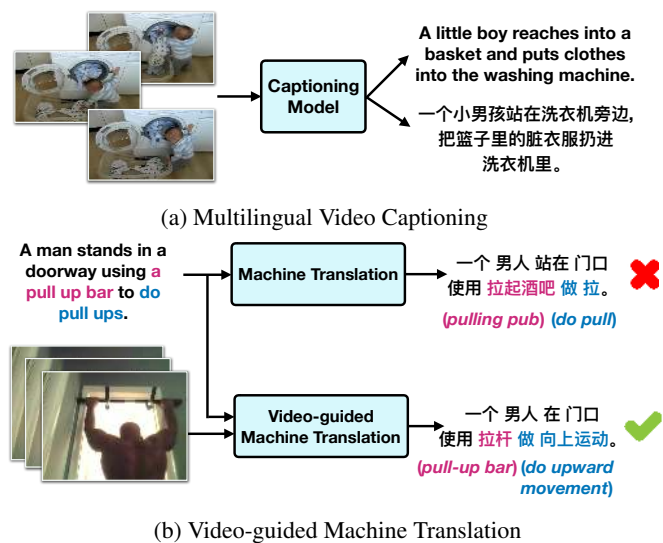 A little boy reaches into a
basket and puts clothes
into the washing machine.
Captioning
Model
一个小男孩站在洗衣机旁边,
把篮子里的脏衣服扔进
洗衣机里。
(a) Multilingual Video Captioning
A man stands in a
doorway using a
pull up bar to do
pull ups.
Machine Translation
一个 男人 站在 门口
使用 拉起酒吧 做 拉。
(pulling pub) (do pull)
Video-guided
Machine Translation
一个 男人 在 门口
使用 拉杆 做 向上运动。
(pull-up bar) (do upward
movement)
(b) Video-guided Machine Translation